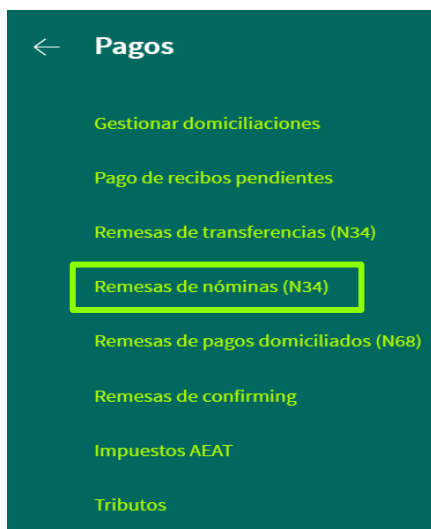 Pagos
Gestionar domiciliaciones
Pago de recibos pendientes
Remesas de transferencias (N34)
Remesas de nóminas (N34)
Remesas de pagos domiciliados (N68)
Remesas de confirming
Impuestos AEAT
Tributos